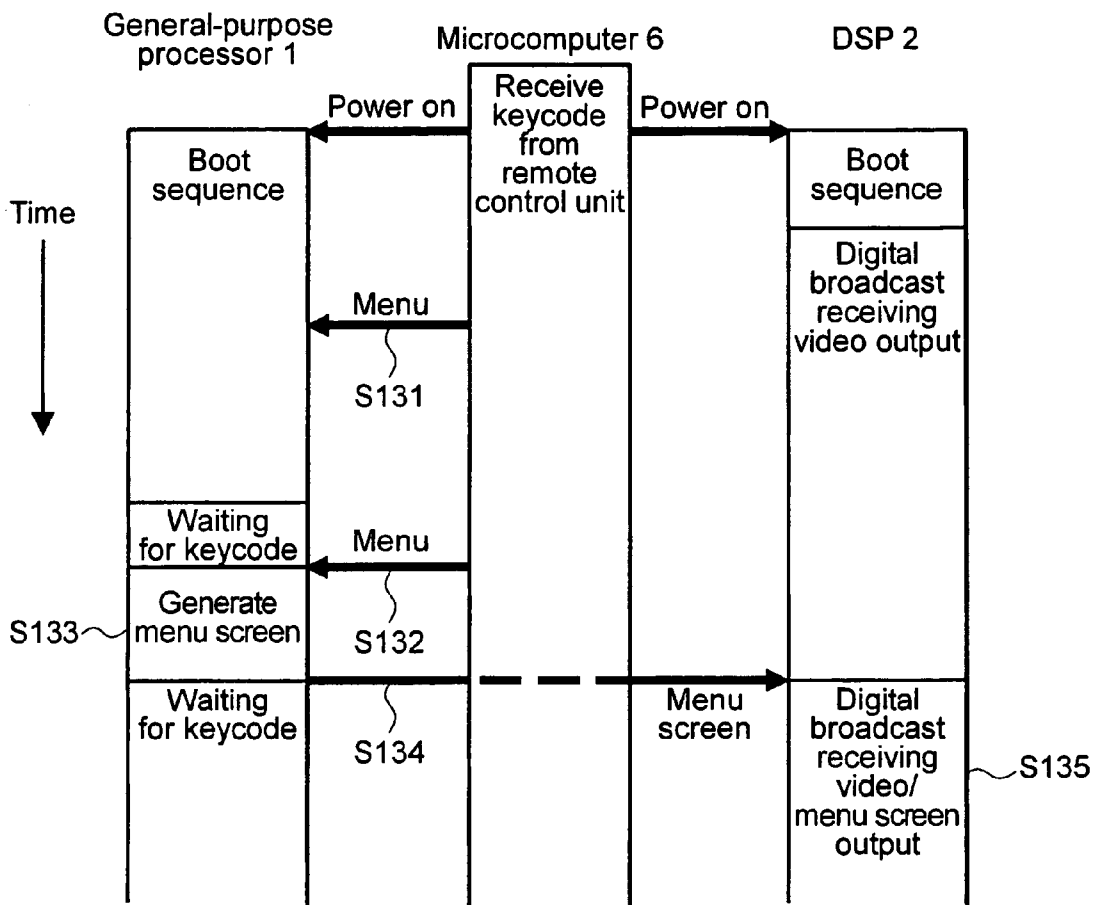 General-purpose
processor 1
Microcomputer 6
DSP 2
Power on
Receive
keycode
from
remote
control unit
Power on
Boot
sequence
Boot
sequence
Time
Digital
broadcast
receiving
video output
Menu
S131
Waiting
for keycode
Menu
S132
Generate
menu screen
S133
Waiting
for keycode
S134
Menu
screen
Digital
broadcast
receiving
video/
menu screen
output
S135